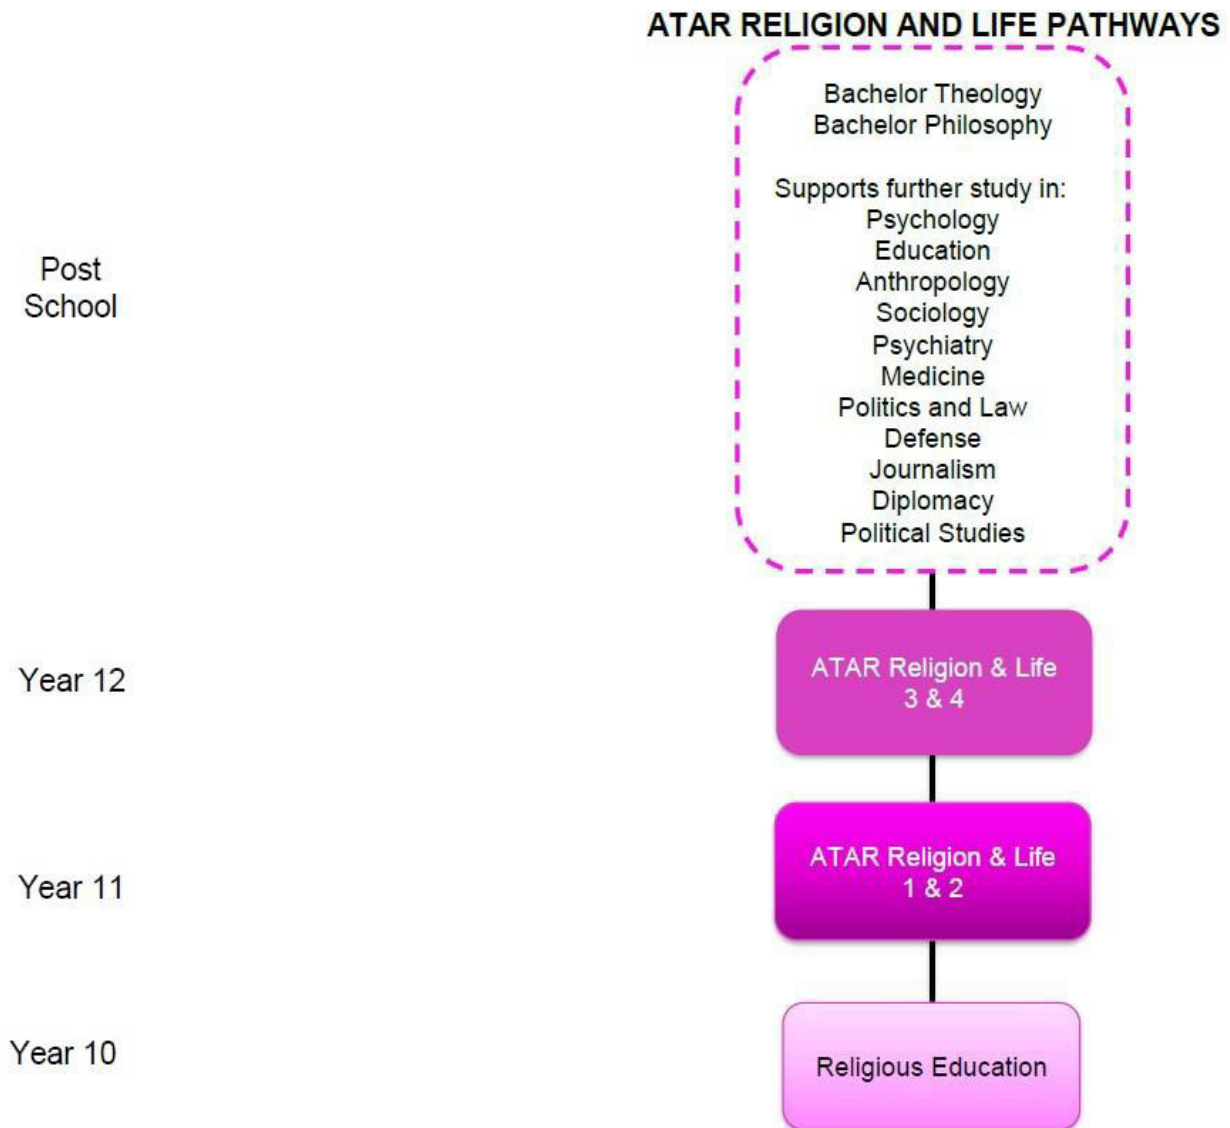 ATAR RELIGION AND LIFE PATHWAYS
Bachelor Theology
Bachelor Philosophy
Supports further study in:
Psychology
Education
Anthropology
Sociology
Psychiatry
Medicine
Politics and Law
Defense
Journalism
Diplomacy
Political Studies
Post
School
Year 12
ATAR Religion & Life
3 & 4
Year 11
ATAR Religion & Life
1 & 2
Year 10
Religious Education